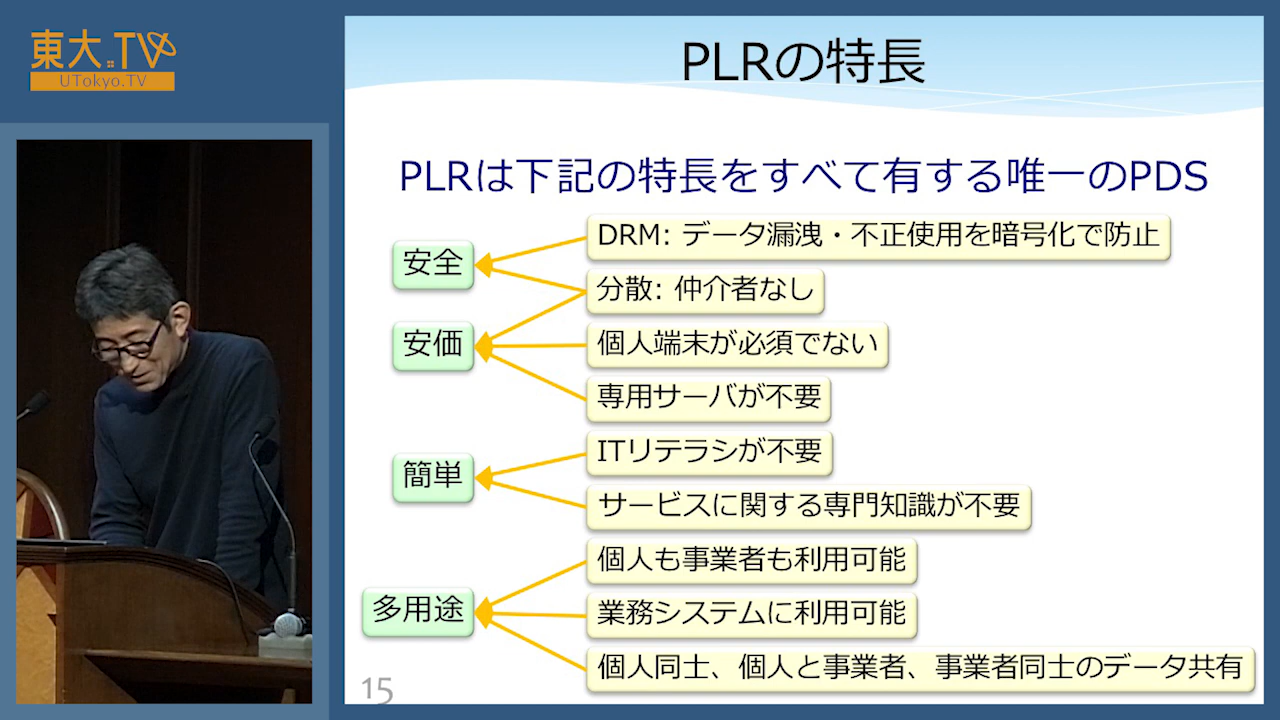 東大.TV
UTokyo.TV
PLRの特長
PLRは下記の特長をすべて有する唯一のPDS
安全
DRM: データ漏洩・不正使用を暗号化で防止
分散: 仲介者なし
安価
個人端末が必須でない
専用サーバが不要
簡単
ITリテラシが不要
サービスに関する専門知識が不要
多用途
個人も事業者も利用可能
業務システムに利用可能
個人同士、個人と事業者、事業者同士のデータ共有
15